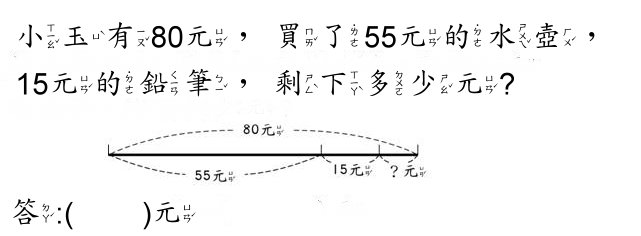 小玉有80元，買了55元的水壺，
15元的鉛筆，剩下多少元?
80元
55元 15元 ?元
答:( )元